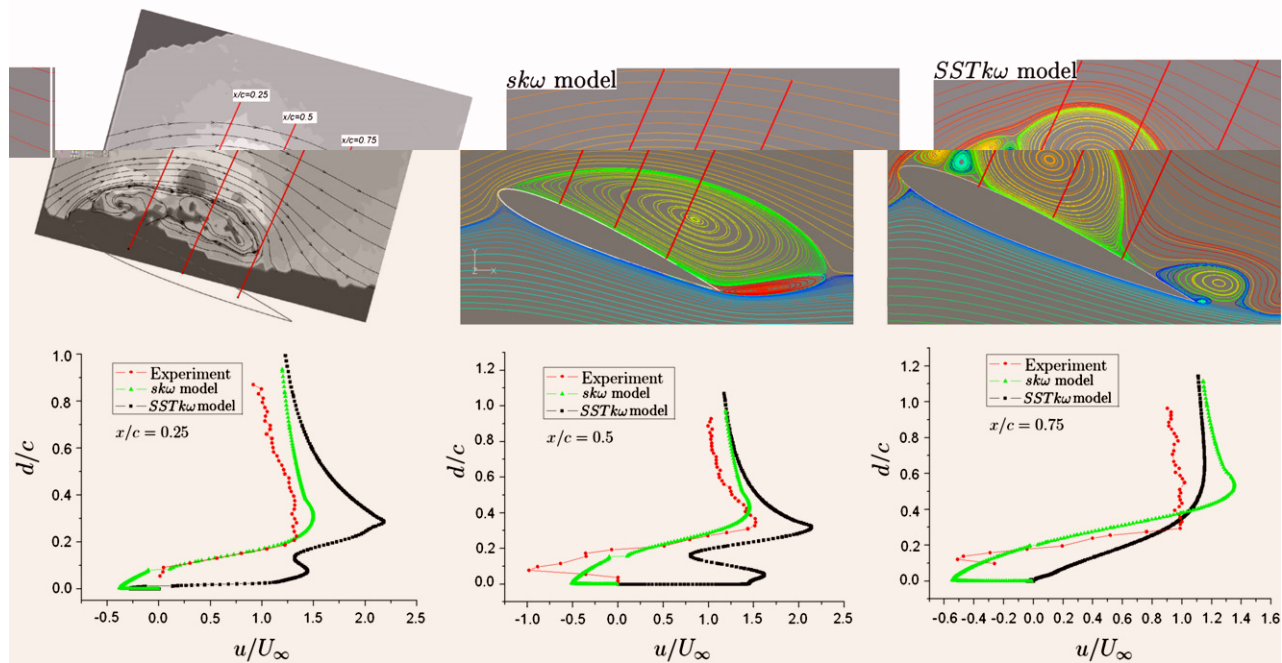 skω model
SSTkω model
x/c=0.25
x/c=0.5
x/c=0.75
Y
Z X
1.0
0.8
0.6
0.4
0.2
0.0
d/c
Experiment
skω model
SSTkω model
x/c = 0.25
-0.5 0.0 0.5 1.0 1.5 2.0 2.5
u/U∞
1.2
1.0
0.8
0.6
0.4
0.2
0.0
d/c
Experiment
skω model
SSTkω model
x/c = 0.5
-1.0 -0.5 0.0 0.5 1.0 1.5 2.0 2.5
u/U∞
1.2
1.0
0.8
0.6
0.4
0.2
0.0
d/c
Experiment
skω model
SSTkω model
x/c = 0.75
-0.6 -0.4 -0.2 0.0 0.2 0.4 0.6 0.8 1.0 1.2 1.4 1.6
u/U∞